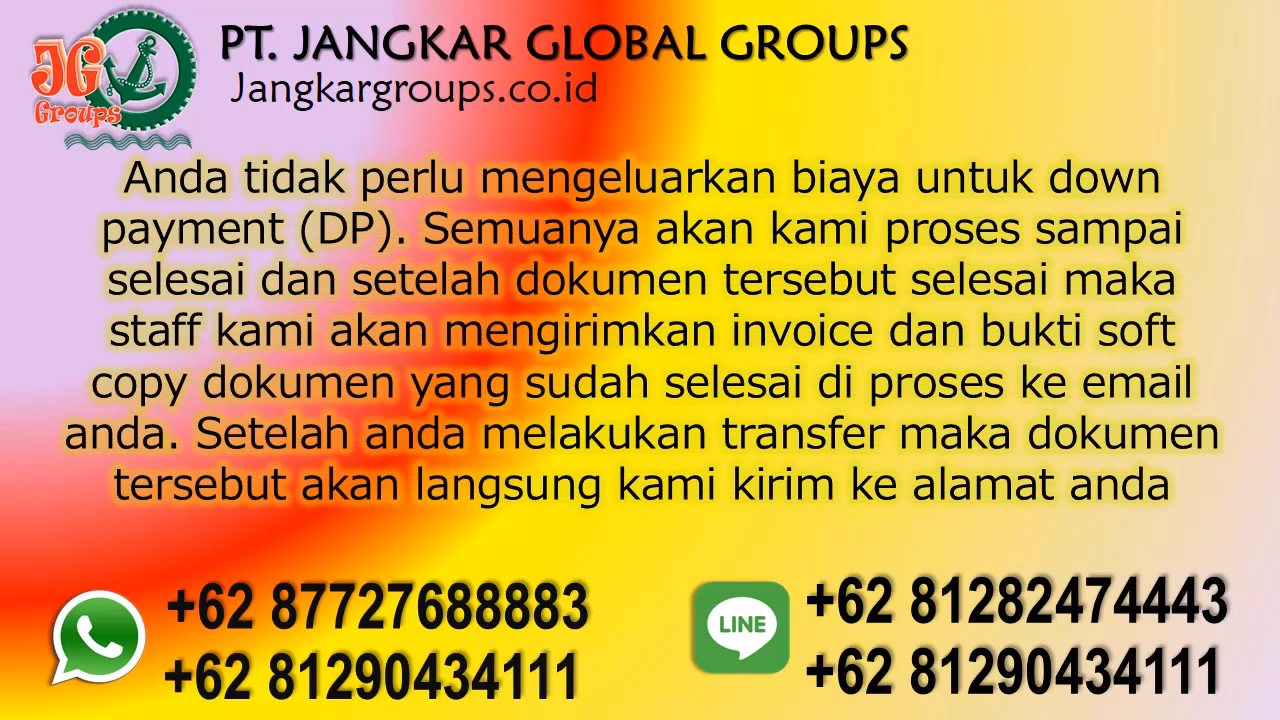 JG
Groups
PT. JANGKAR GLOBAL GROUPS
Jangkargroups.co.id
Anda tidak perlu mengeluarkan biaya untuk down
payment (DP). Semuanya akan kami proses sampai
selesai dan setelah dokumen tersebut selesai maka
staff kami akan mengirimkan invoice dan bukti soft
copy dokumen yang sudah selesai di proses ke email
anda. Setelah anda melakukan transfer maka dokumen
tersebut akan langsung kami kirim ke alamat anda
+62 87727688883
+62 81290434111
LINE
+62 81282474443
+62 81290434111